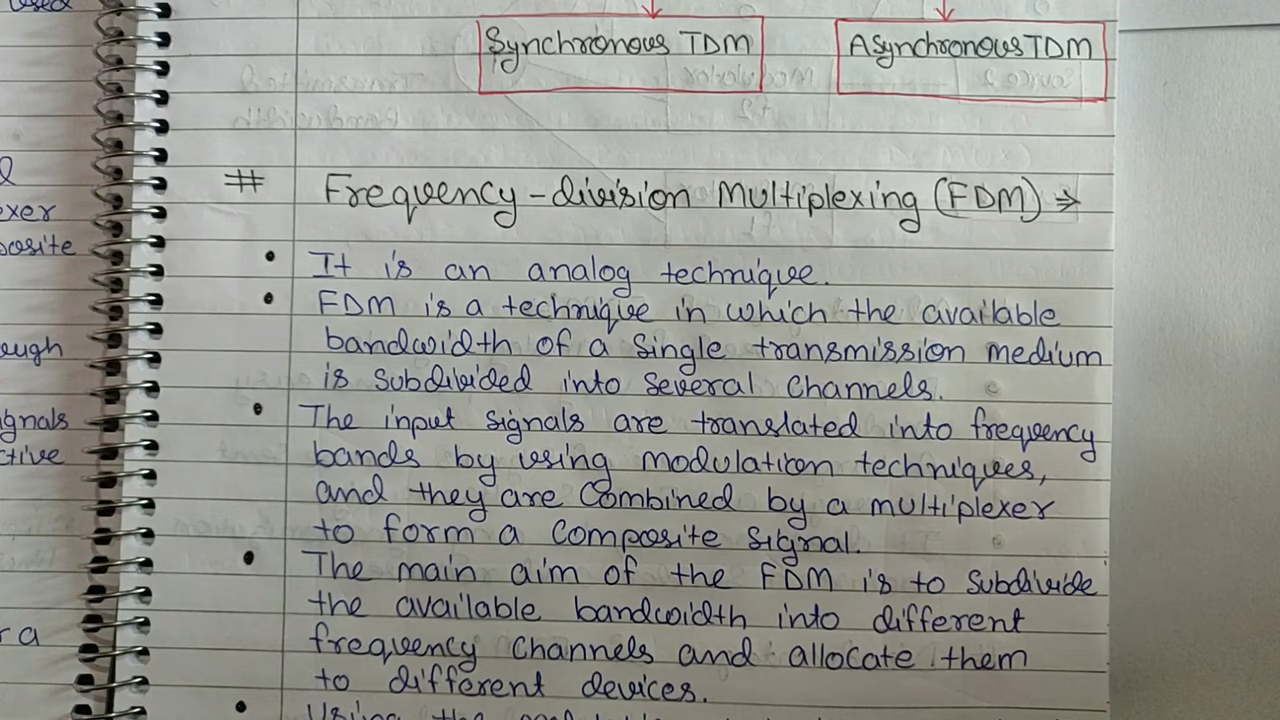 used
Synchronous TDM
Asynchronous TDM
# Frequency-division Multiplexing (FDM) ⇒
• It is an analog technique.
• FDM is a technique in which the available
bandwidth of a single transmission medium
is subdivided into several channels.
• The input signals are translated into frequency
bands by using modulation techniques,
and they are combined by a multiplexer
to form a composite signal.
• The main aim of the FDM is to subdivide
the available bandwidth into different
frequency channels and allocate them
to different devices.
• Using the